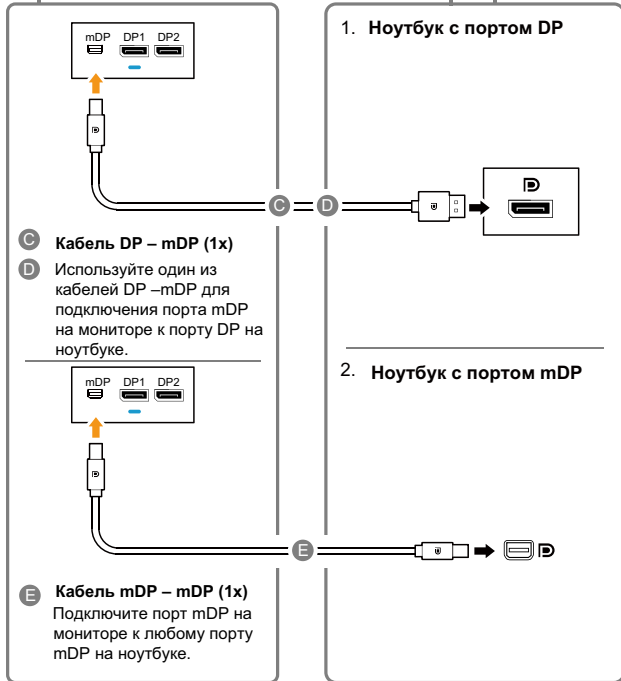 mDP DP1 DP2
C D
C Кабель DP – mDP (1x)
D Используйте один из
кабелей DP –mDP для
подключения порта mDP
на мониторе к порту DP на
ноутбуке.
mDP DP1 DP2
E
E Кабель mDP – mDP (1x)
Подключите порт mDP на
мониторе к любому порту
mDP на ноутбуке.
1. Ноутбук с портом DP
2. Ноутбук с портом mDP